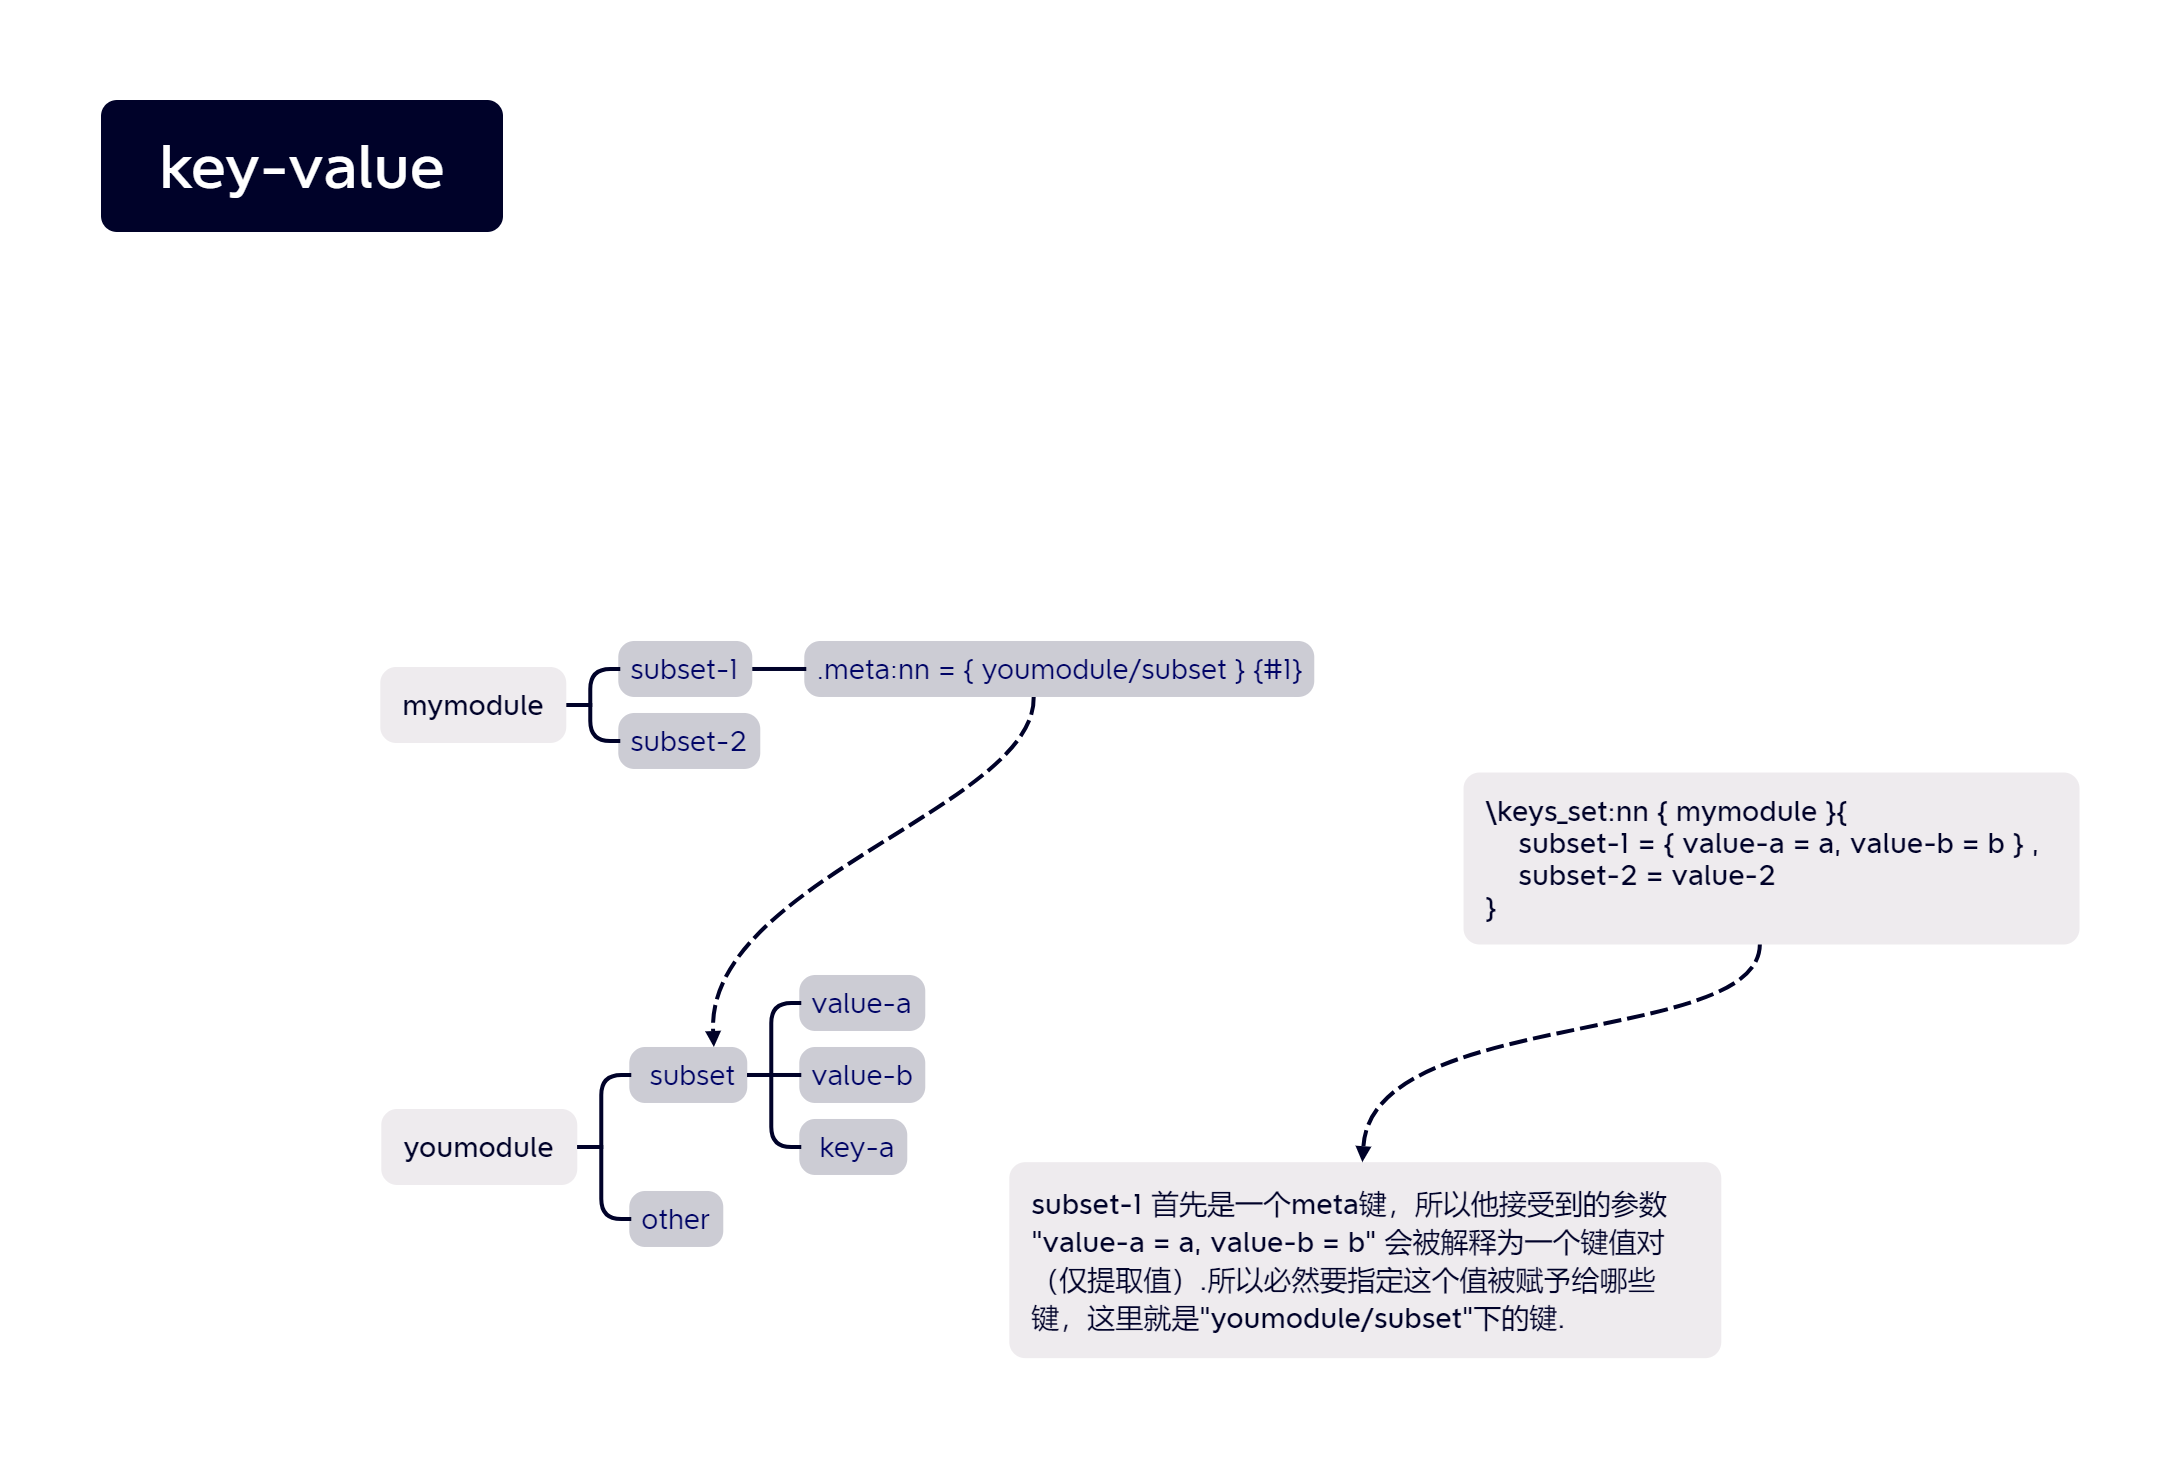 key-value
mymodule
subset-1
.meta:nn = { youmodule/subset } {#1}
subset-2
\keys_set:nn { mymodule }{
subset-1 = { value-a = a, value-b = b } ,
subset-2 = value-2
}
youmodule
subset
value-a
value-b
key-a
other
subset-1 首先是一个meta键，所以他接受到的参数
"value-a = a, value-b = b" 会被解释为一个键值对
（仅提取值）.所以必然要指定这个值被赋予给哪些
键，这里就是"youmodule/subset"下的键.